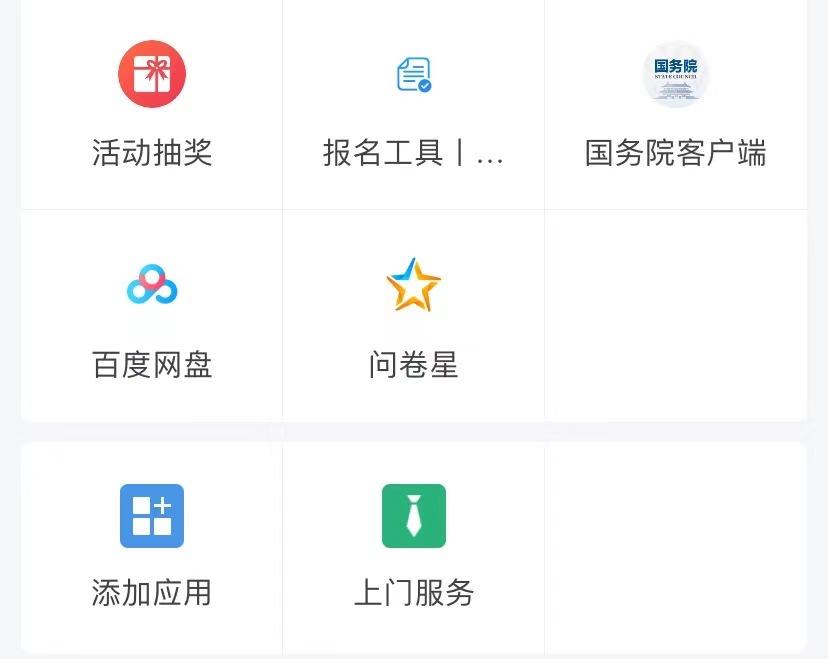 国务院
STATE COUNCIL
活动抽奖
报名工具丨...
国务院客户端
百度网盘
问卷星
添加应用
上门服务